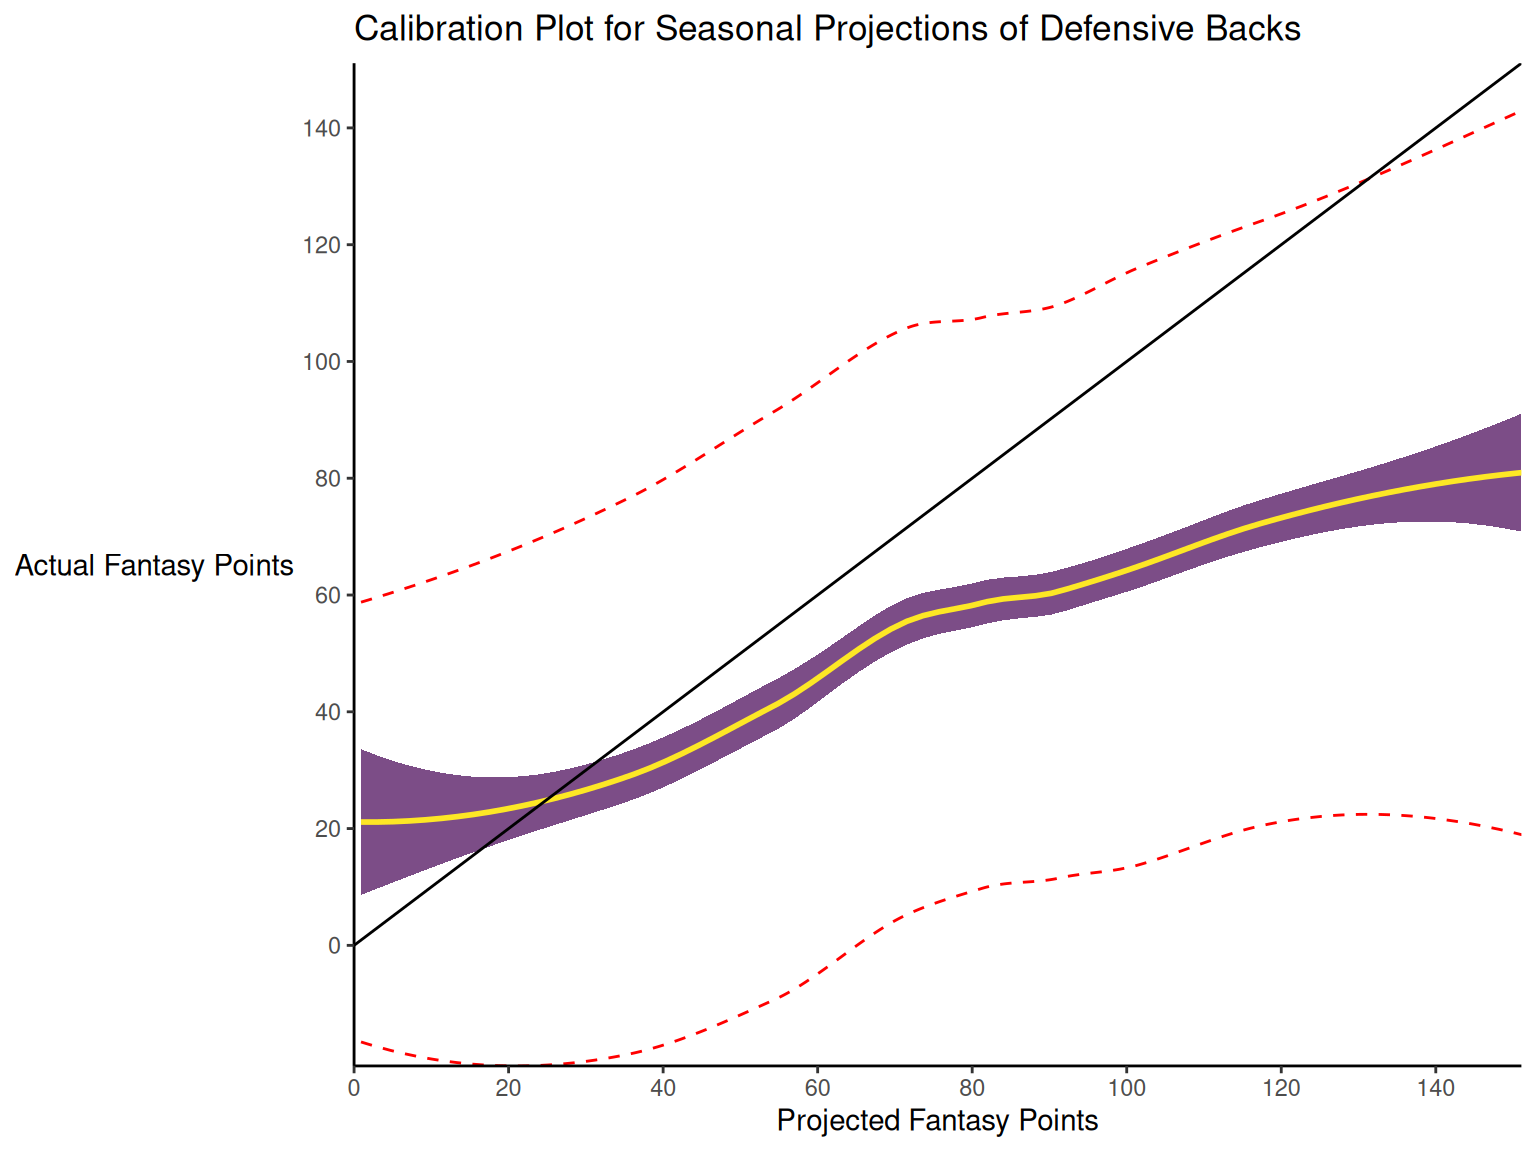 Calibration Plot for Seasonal Projections of Defensive Backs
140
120
100
80
Actual Fantasy Points
60
40
20
0
0 20 40 60 80 100 120 140
Projected Fantasy Points